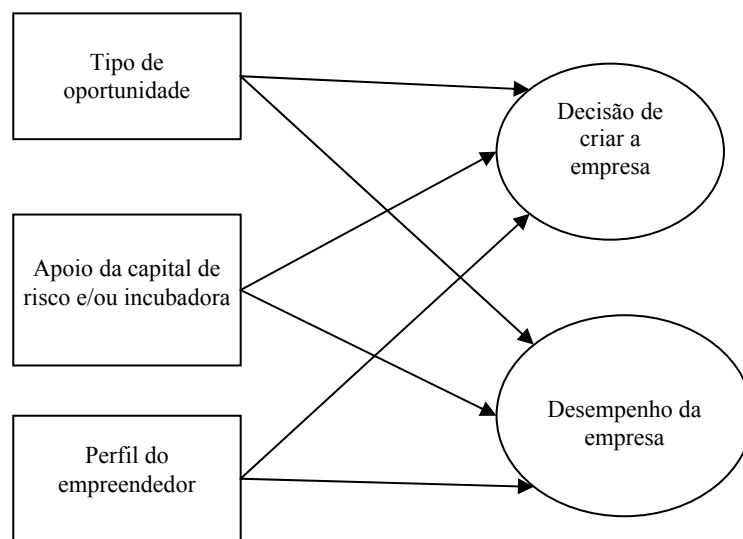 Tipo de
oportunidade
Decisão de
criar a
empresa
Apoio da capital de
risco e/ou incubadora
Desempenho da
empresa
Perfil do
empreendedor